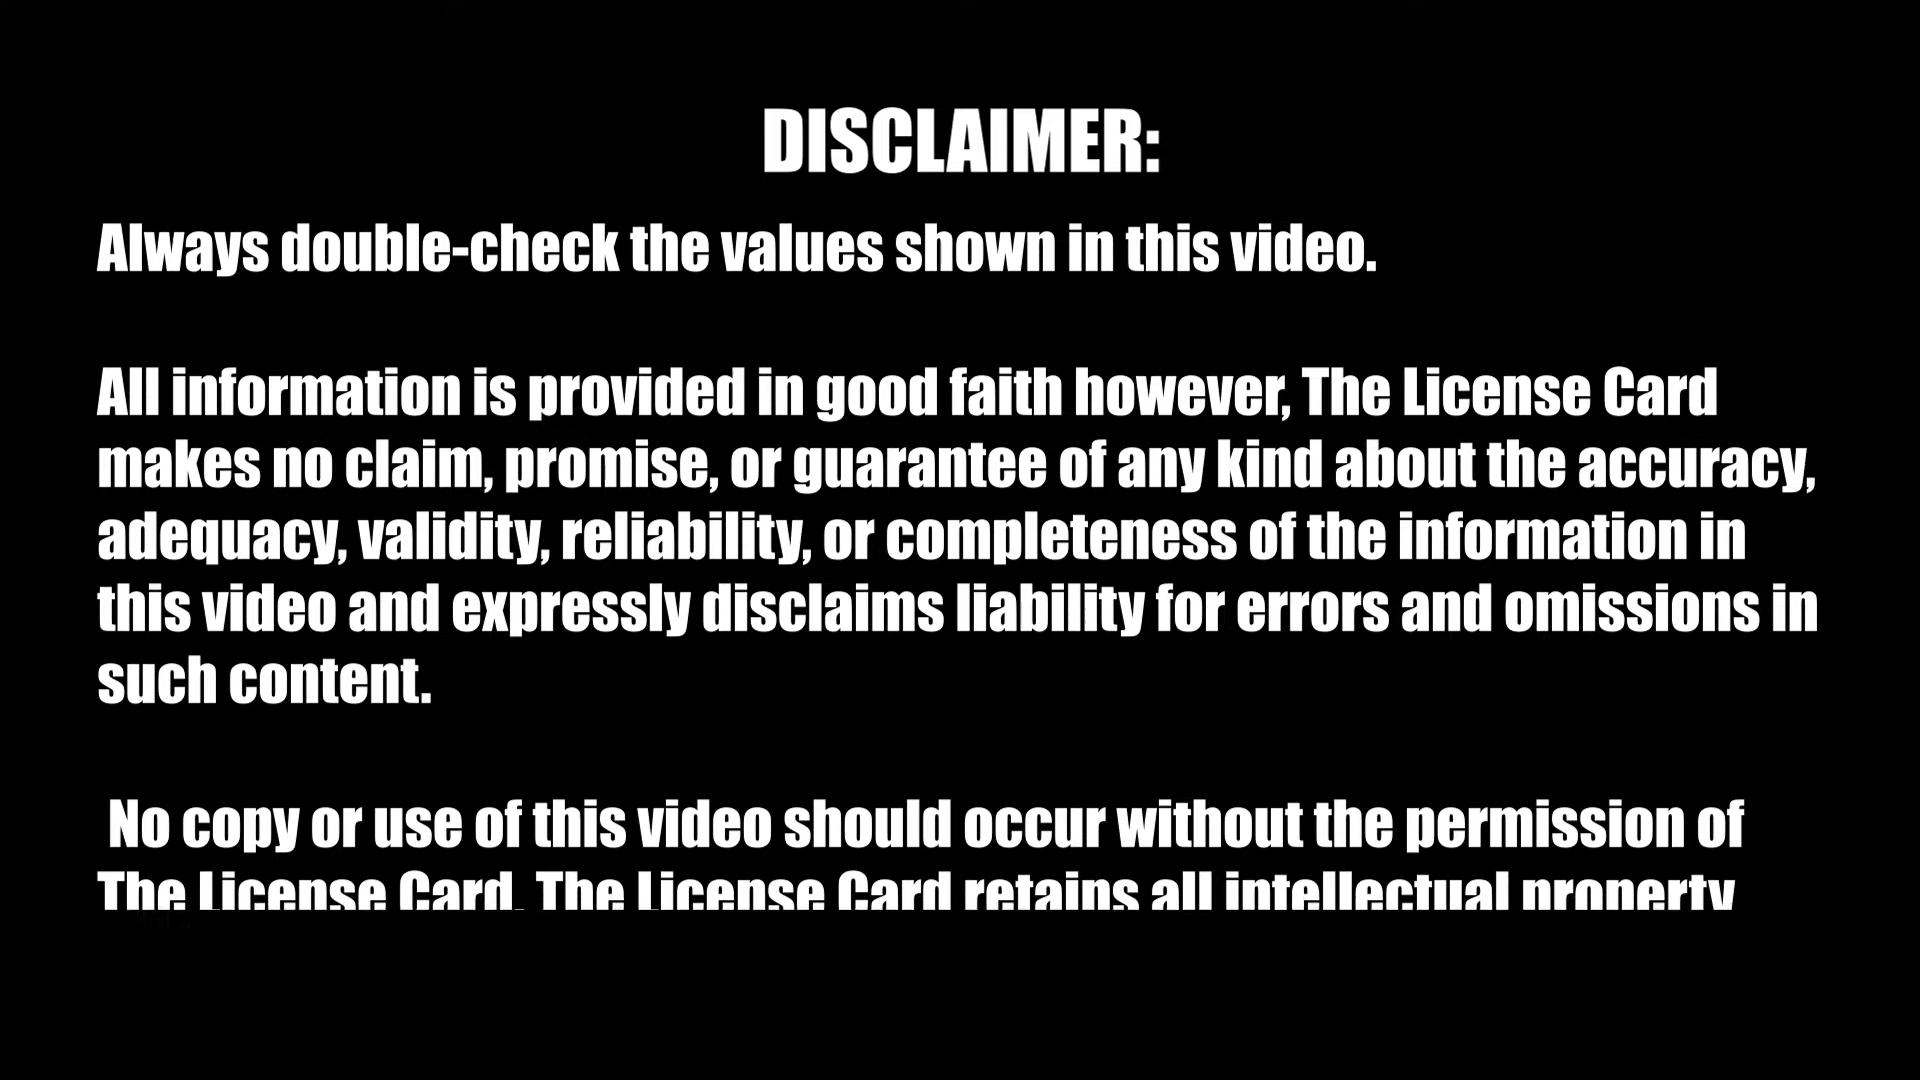 DISCLAIMER:
Always double-check the values shown in this video.
All information is provided in good faith however, The License Card
makes no claim, promise, or guarantee of any kind about the accuracy,
adequacy, validity, reliability, or completeness of the information in
this video and expressly disclaims liability for errors and omissions in
such content.
No copy or use of this video should occur without the permission of
The License Card. The License Card retains all intellectual property